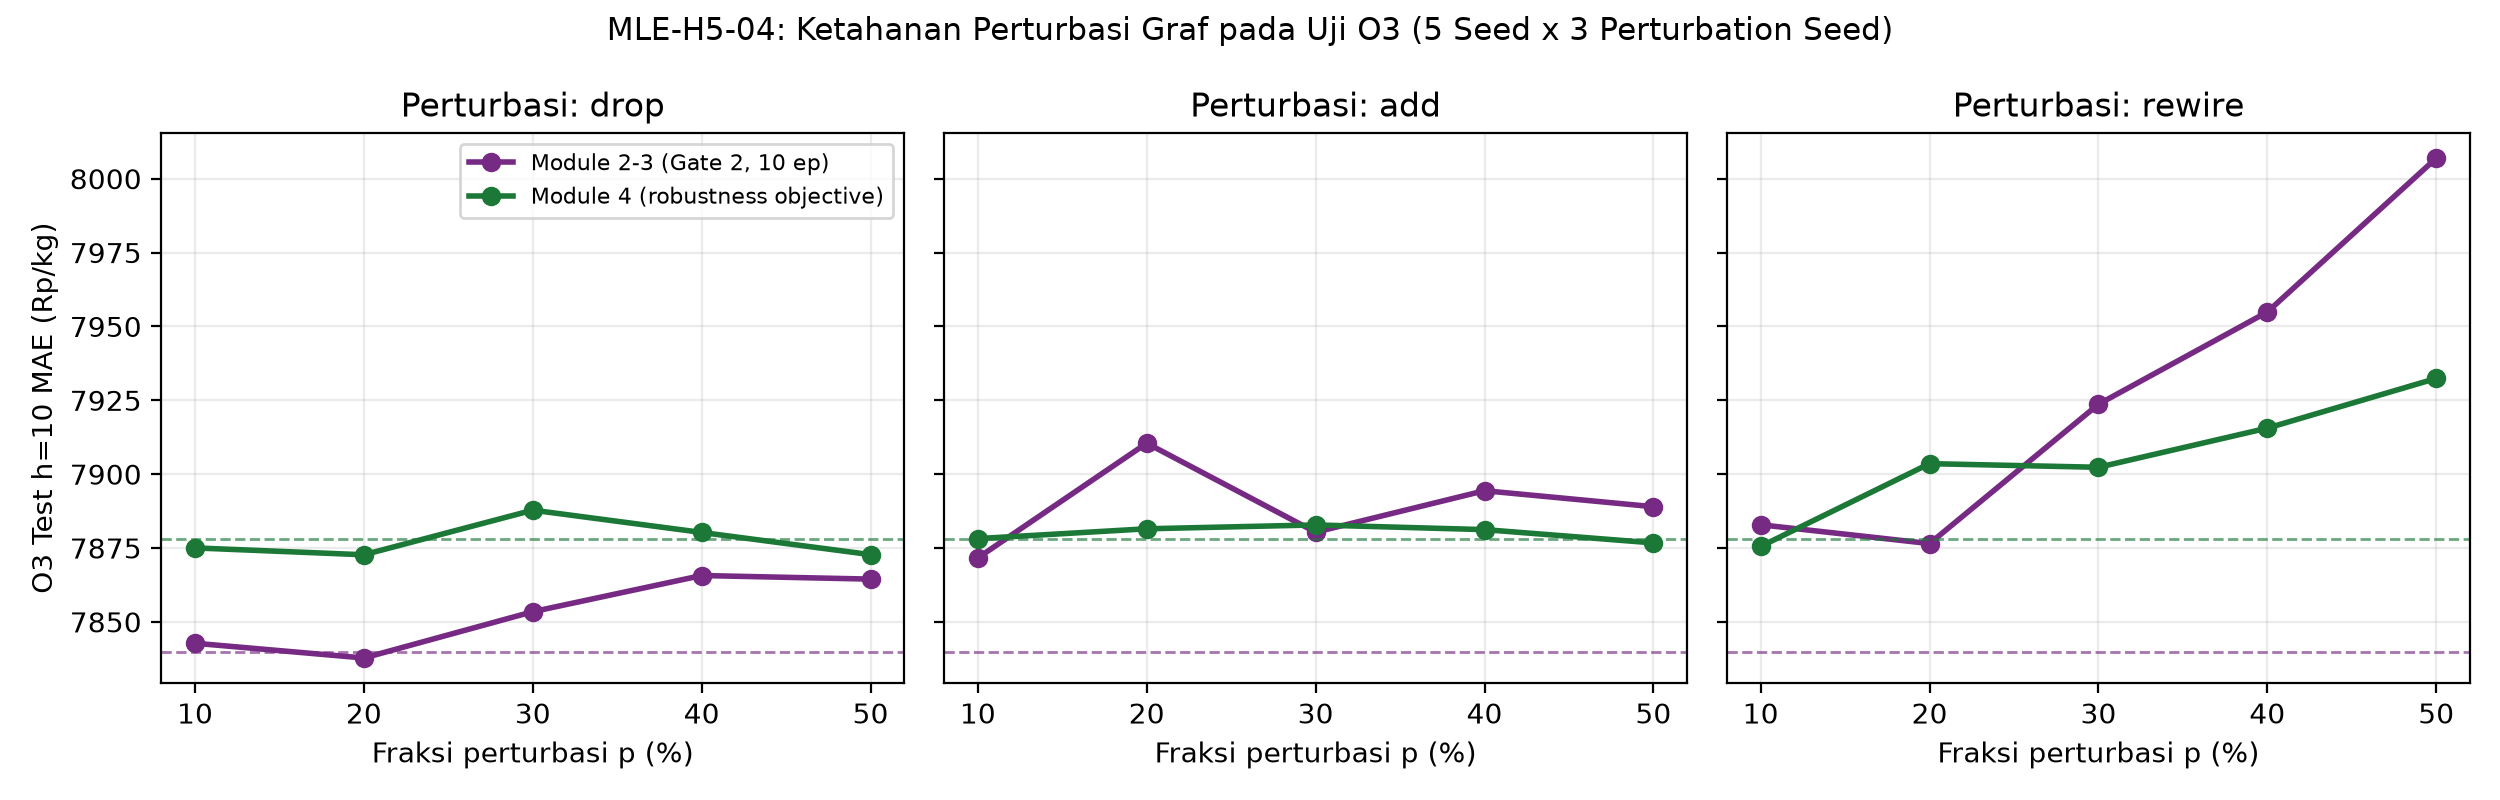 MLE-H5-04: Ketahanan Perturbasi Graf pada Uji O3 (5 Seed x 3 Perturbation Seed)
Perturbasi: drop
Perturbasi: add
Perturbasi: rewire
Module 2-3 (Gate 2, 10 ep)
Module 4 (robustness objective)
O3 Test h=10 MAE (Rp/kg)
8000
7975
7950
7925
7900
7875
7850
10 20 30 40 50
10 20 30 40 50
10 20 30 40 50
Fraksi perturbasi p (%)
Fraksi perturbasi p (%)
Fraksi perturbasi p (%)